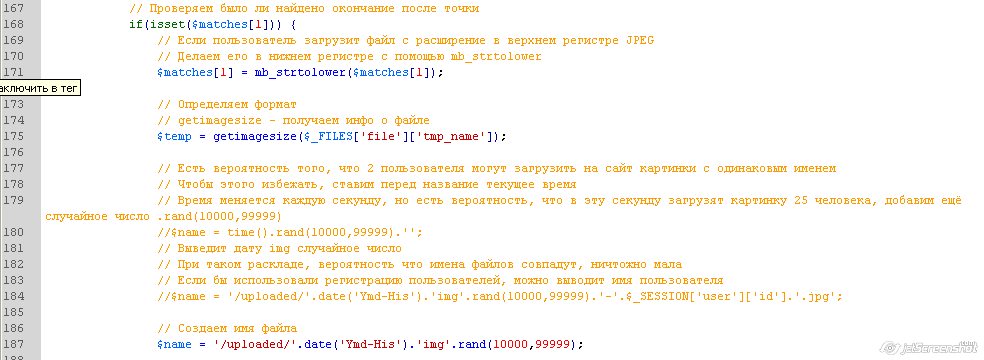 167 // Проверяем было ли найдено окончание после точки
168 if(isset($matches[1])) {
169 // Если пользователь загрузит файл с расширение в верхнем регистре JPEG
170 // Делаем его в нижнем регистре с помощью mb_strtolower
171 $matches[1] = mb_strtolower($matches[1]);
аключить в тег
173 // Определяем формат
174 // getimagesize - получаем инфо о файле
175 $temp = getimagesize($_FILES['file']['tmp_name']);
176
177 // Есть вероятность того, что 2 пользователя могут загрузить на сайт картинки с одинаковым именем
178 // Чтобы этого избежать, ставим перед название текущее время
179 // Время меняется каждую секунду, но есть вероятность, что в эту секунду загрузят картинку 25 человека, добавим ещё
случайное число .rand(10000,99999)
180 //$name = time().rand(10000,99999).'';
181 // Выведит дату img случайное число
182 // При таком раскладе, вероятность что имена файлов совпадут, ничтожно мала
183 // Если бы использовали регистрацию пользователей, можно выводит имя пользователя
184 //$name = '/uploaded/'.date('Ymd-His').'img'.rand(10000,99999).'-'.$_SESSION['user']['id'].'.jpg';
185
186 // Создаем имя файла
187 $name = '/uploaded/'.date('Ymd-His').'img'.rand(10000,99999);
188
jetScreenshot